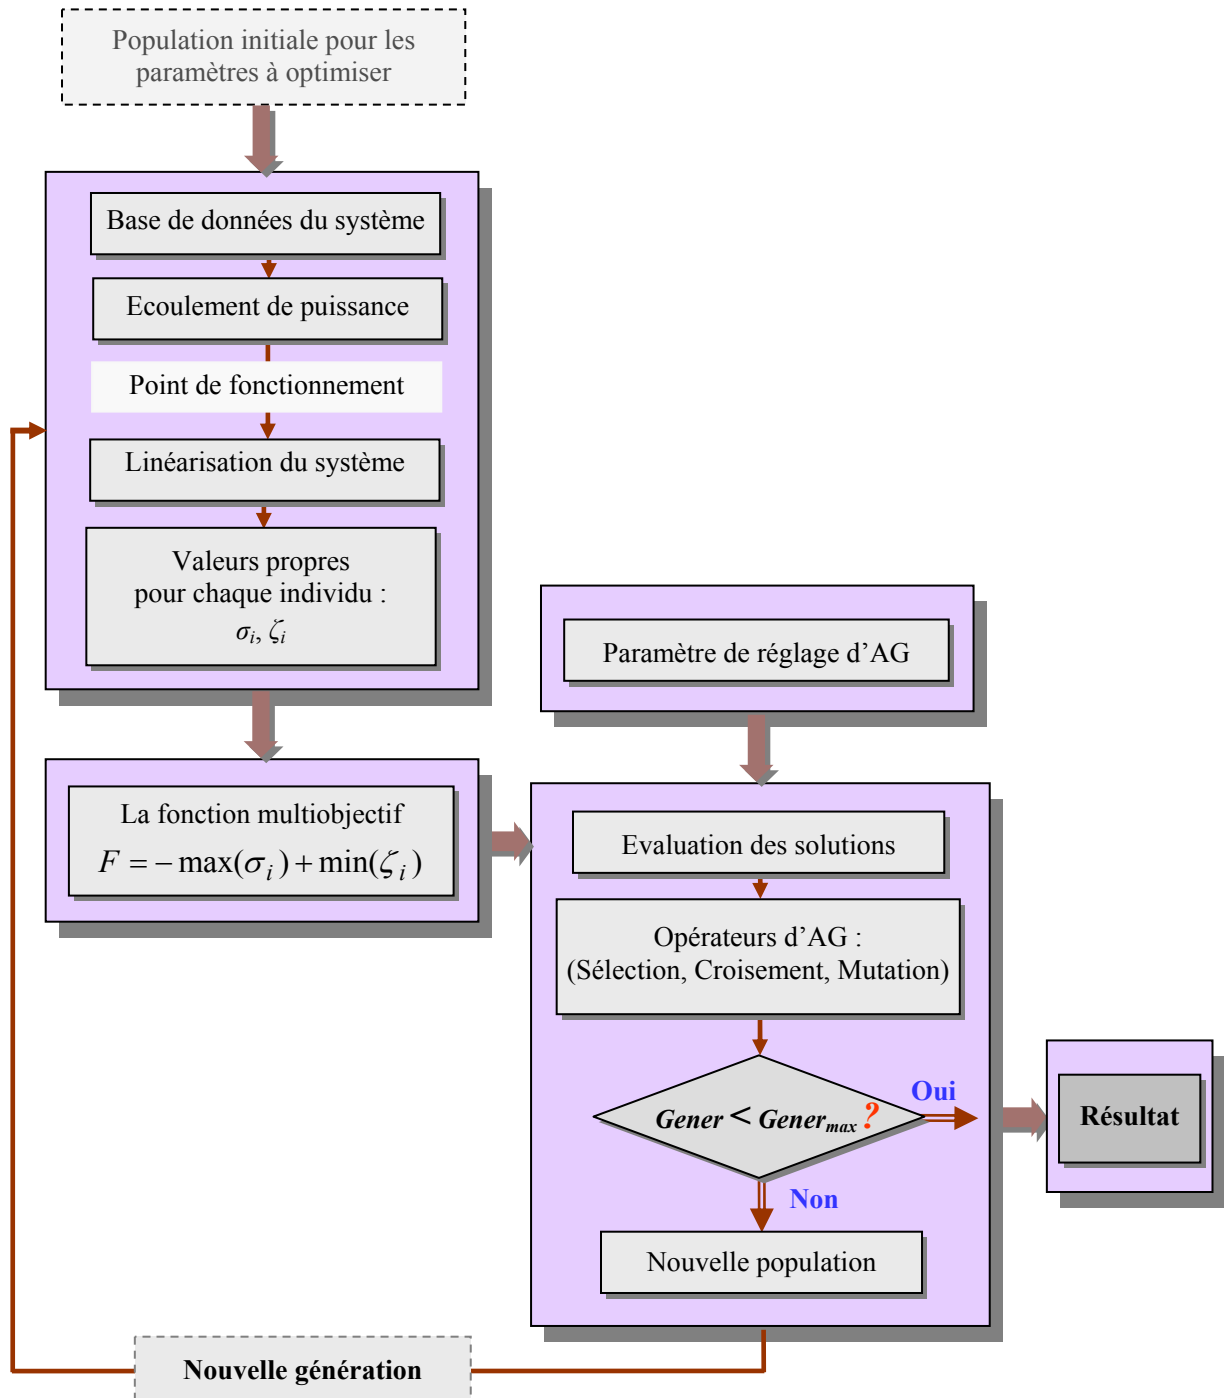 Population initiale pour les
paramètres à optimiser
Base de données du système
Ecoulement de puissance
Point de fonctionnement
Linéarisation du système
Valeurs propres
pour chaque individu :
σi, ζi
La fonction multiobjectif
F = − max(σi) + min(ζi)
Paramètre de réglage d’AG
Evaluation des solutions
Opérateurs d’AG :
(Sélection, Croisement, Mutation)
Gener < Genermax ?
Oui
Non
Nouvelle population
Résultat
Nouvelle génération